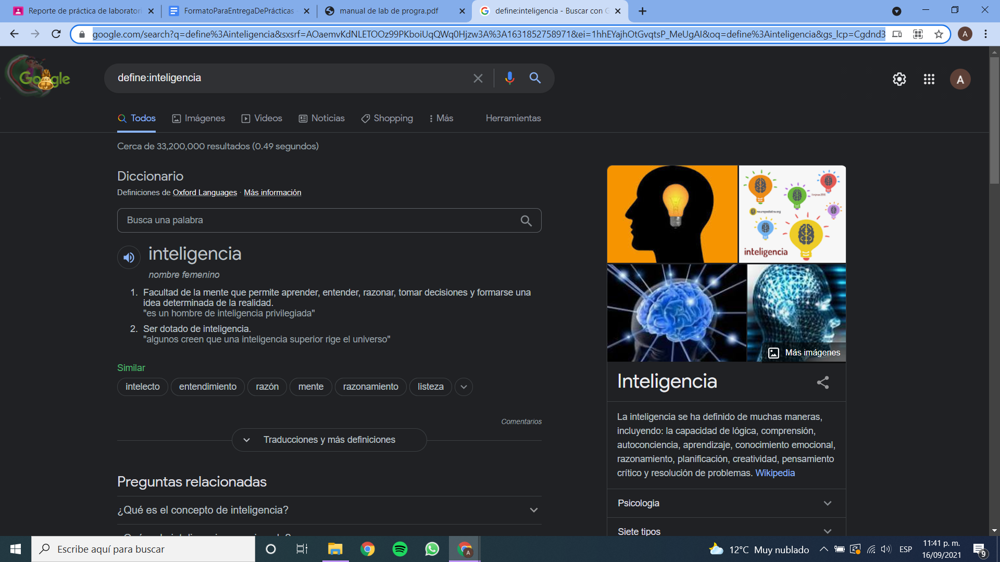 Reporte de práctica de laboratori
FormatoParaEntregaDePrácticas
manual de lab de progra.pdf
define:inteligencia - Buscar con G
google.com/search?q=define%3Ainteligencia&sxsrf=AOaemvKdNLETOOz99PKboiUqQWq0Hjzw3A%3A1631852758971&ei=1hhEYajhOtGvqtsP_MeUgAI&oq=define%3Ainteligencia&gs_lcp=Cgdnd3
A
Google
define:inteligencia
A
Todos
Imágenes
Videos
Noticias
Shopping
Más
Herramientas
Cerca de 33,200,000 resultados (0.49 segundos)
Diccionario
Definiciones de Oxford Languages · Más información
Busca una palabra
inteligencia
nombre femenino
1. Facultad de la mente que permite aprender, entender, razonar, tomar decisiones y formarse una
idea determinada de la realidad.
"es un hombre de inteligencia privilegiada"
2. Ser dotado de inteligencia.
"algunos creen que una inteligencia superior rige el universo"
Similar
intelecto
entendimiento
razón
mente
razonamiento
listeza
Comentarios
Traducciones y más definiciones
Preguntas relacionadas
¿Qué es el concepto de inteligencia?
neuropediatra.org
inteligencia
Más imágenes
Inteligencia
La inteligencia se ha definido de muchas maneras,
incluyendo: la capacidad de lógica, comprensión,
autoconciencia, aprendizaje, conocimiento emocional,
razonamiento, planificación, creatividad, pensamiento
crítico y resolución de problemas. Wikipedia
Psicologia
Siete tipos
Escribe aquí para buscar
A
12°C Muy nublado
ESP
11:41 p. m.
16/09/2021
9